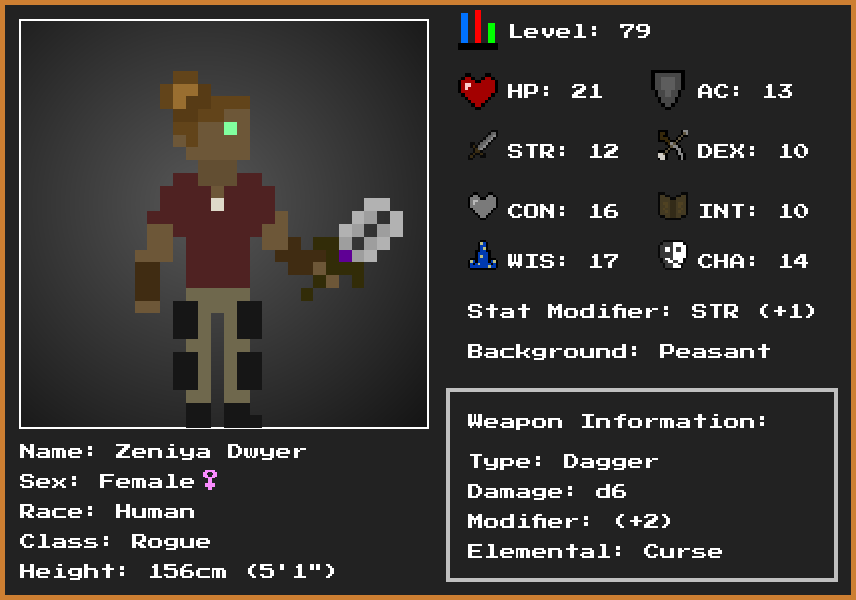 Level: 79
HP: 21
AC: 13
STR: 12
DEX: 10
CON: 16
INT: 10
WIS: 17
CHA: 14
Stat Modifier: STR (+1)
Background: Peasant
Weapon Information:
Type: Dagger
Damage: d6
Modifier: (+2)
Elemental: Curse
Name: Zeniya Dwyer
Sex: Female♀
Race: Human
Class: Rogue
Height: 156cm (5'1")